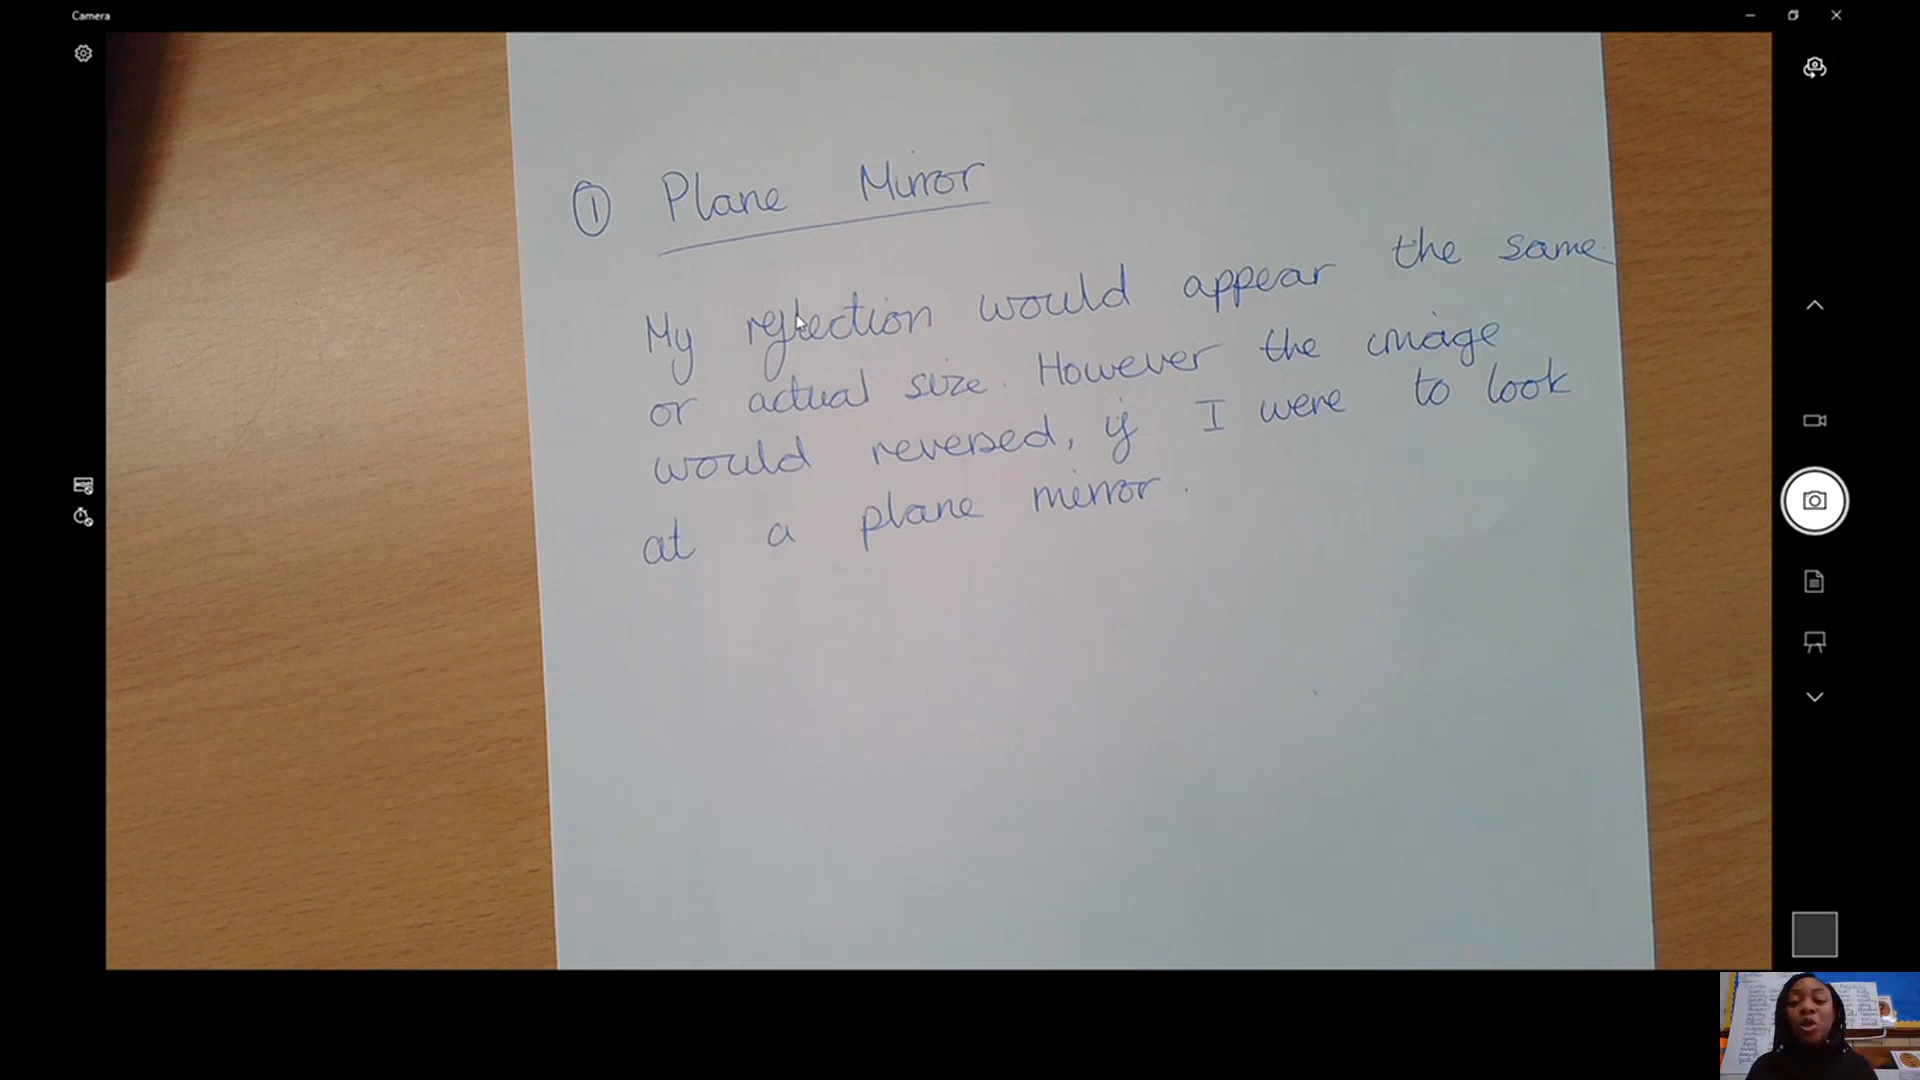 Camera
① Plane Mirror
My reflection would appear the same
or actual size. However the image
would reversed, if I were to look
at a plane mirror.